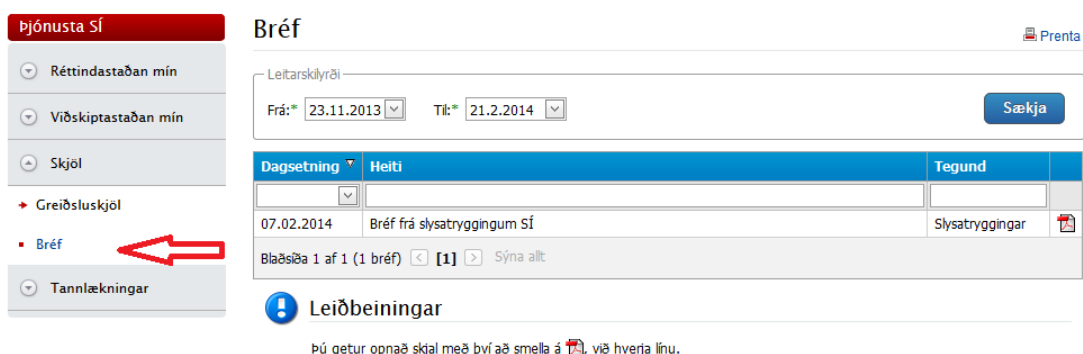 Þjónusta SÍ
Réttindastaðan mín
Viðskiptastaðan mín
Skjöl
Greiðsluskjöl
Bréf
Tannlækningar
Bréf
Prenta
Leitarskilyrði
Frá:* 23.11.2013 Til:* 21.2.2014 Sækja
Dagsetning Heiti Tegund
07.02.2014 Bréf frá slysatryggingum SÍ Slysatryggingar
Blaðsíða 1 af 1 (1 bréf) [1] Sýna allt
Leiðbeiningar
Þú getur opnað skjal með því að smella á , við hverja línu.